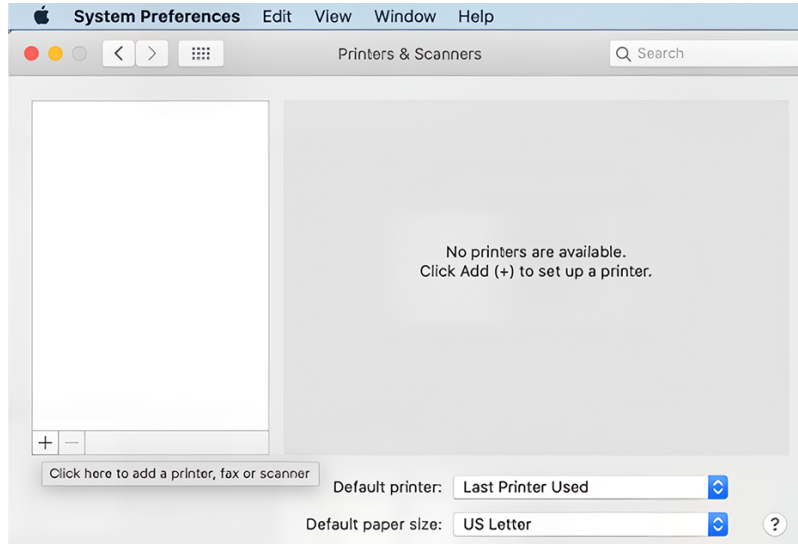 System Preferences Edit View Window Help
Printers & Scanners
Search
No printers are available.
Click Add (+) to set up a printer.
+ −
Click here to add a printer, fax or scanner
Default printer: Last Printer Used
Default paper size: US Letter
?